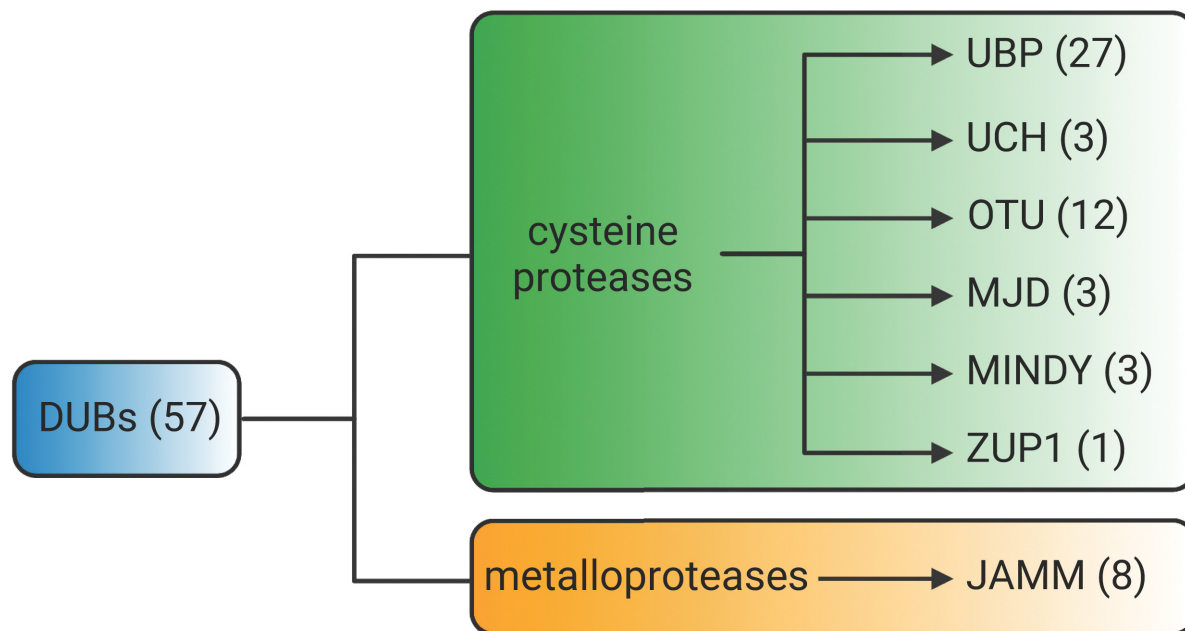 UBP (27)
UCH (3)
OTU (12)
cysteine
proteases
MJD (3)
MINDY (3)
DUBs (57)
ZUP1 (1)
metalloproteases
JAMM (8)